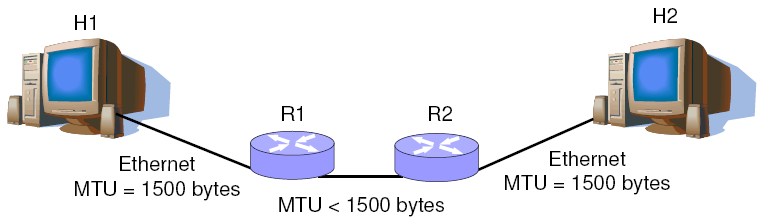 H1
H2
R1
R2
Ethernet
MTU = 1500 bytes
MTU < 1500 bytes
Ethernet
MTU = 1500 bytes